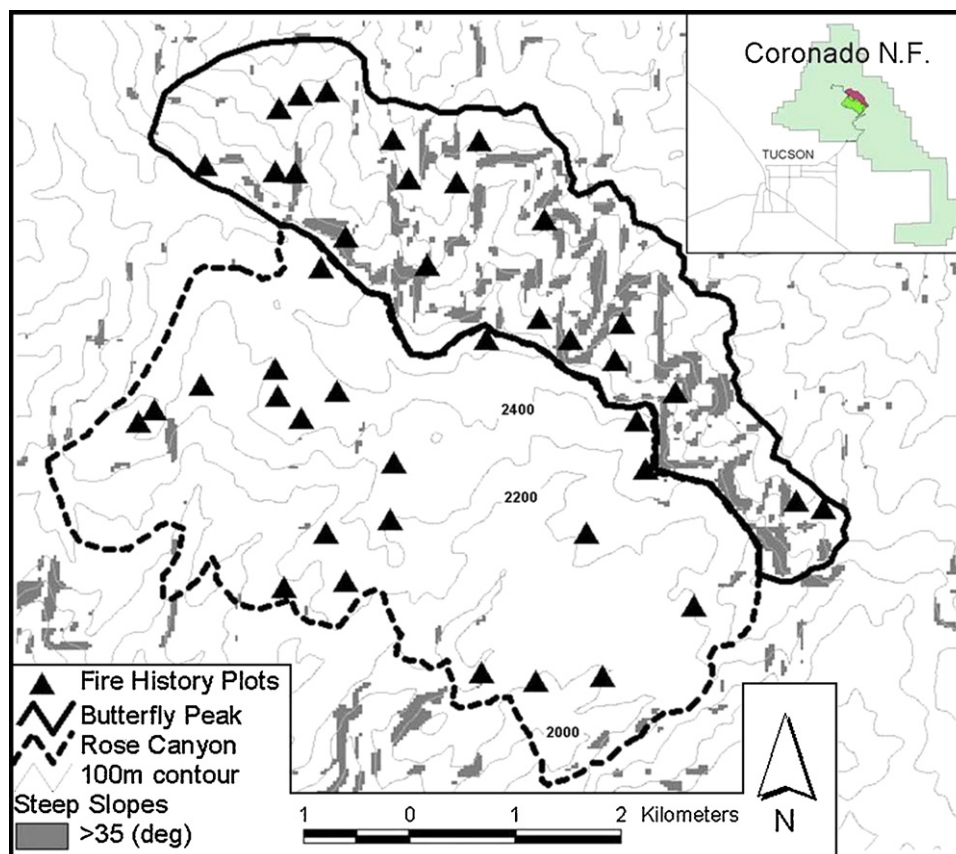 Coronado N.F.
TUCSON
2400
2200
2000
Fire History Plots
Butterfly Peak
Rose Canyon
100m contour
Steep Slopes
>35 (deg)
1 0 1 2 Kilometers
N